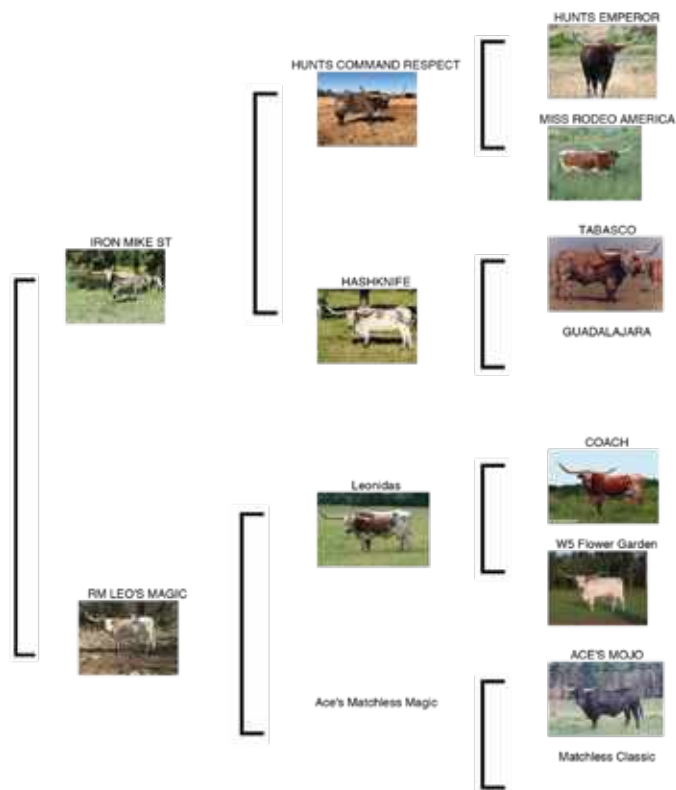 HUNTS EMPEROR
HUNTS COMMAND RESPECT
MISS RODEO AMERICA
IRON MIKE ST
TABASCO
HASHKNIFE
GUADALAJARA
COACH
Leonidas
W5 Flower Garden
RM LEO'S MAGIC
ACE'S MOJO
Ace's Matchless Magic
Matchless Classic